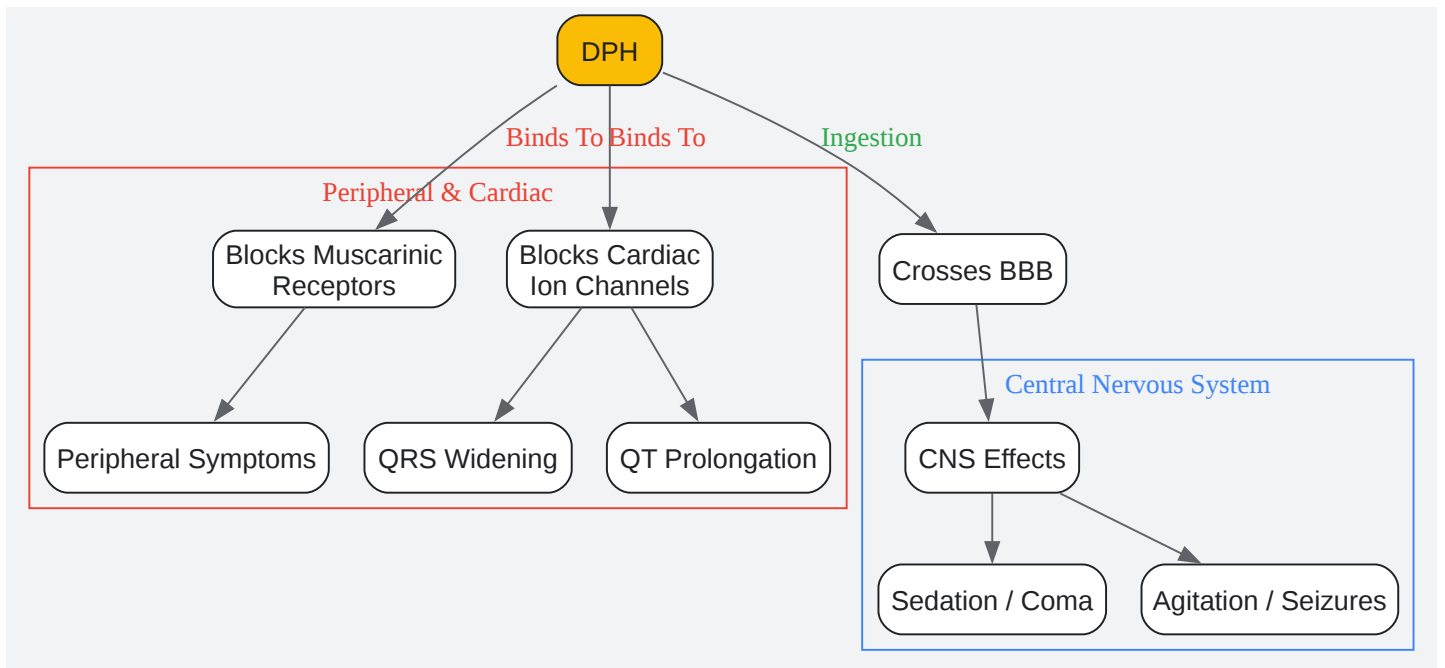 DPH
Binds To
Binds To
Ingestion
Peripheral & Cardiac
Blocks Muscarinic
Receptors
Blocks Cardiac
Ion Channels
Crosses BBB
Central Nervous System
Peripheral Symptoms
QRS Widening
QT Prolongation
CNS Effects
Sedation / Coma
Agitation / Seizures